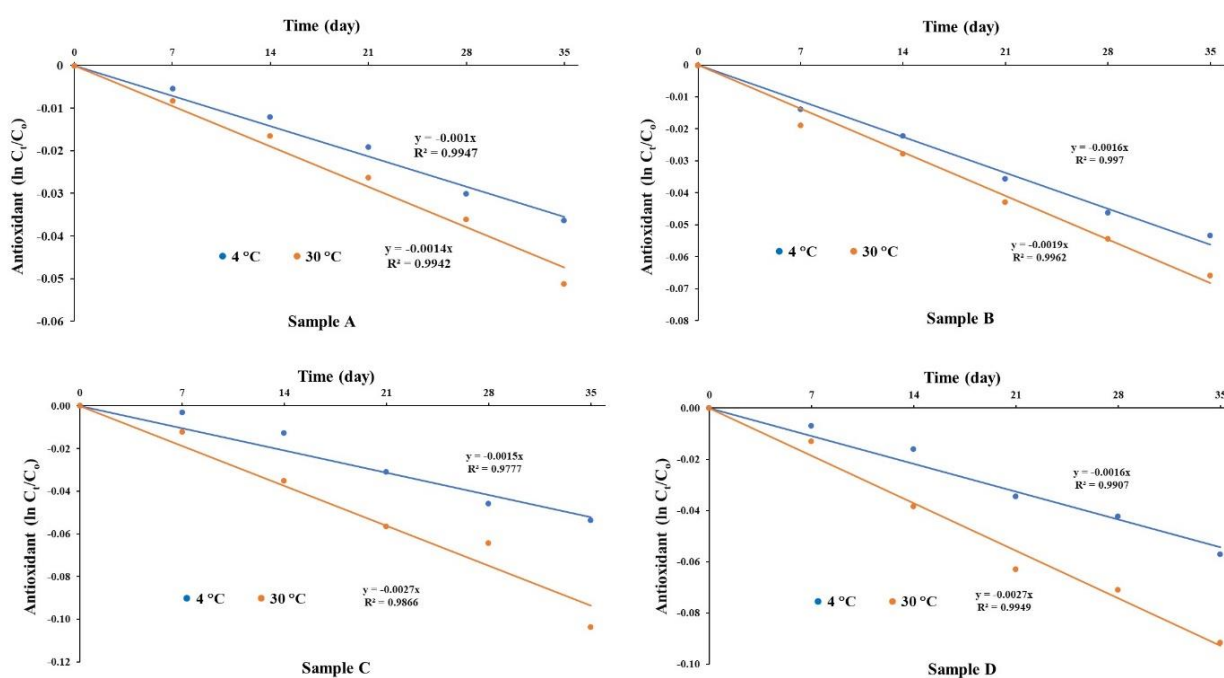 Time (day)
0 7 14 21 28 35
Antioxidant (ln Cₜ/Cₒ)
0
-0.01
-0.02
-0.03
-0.04
-0.05
-0.06
y = -0.001x
R² = 0.9947
y = -0.0014x
R² = 0.9942
4 °C 30 °C
Sample A
Time (day)
0 7 14 21 28 35
Antioxidant (ln Cₜ/Cₒ)
0
-0.01
-0.02
-0.03
-0.04
-0.05
-0.06
-0.07
-0.08
y = -0.0016x
R² = 0.997
y = -0.0019x
R² = 0.9962
4 °C 30 °C
Sample B
Time (day)
0 7 14 21 28 35
Antioxidant (ln Cₜ/Cₒ)
0.00
-0.02
-0.04
-0.06
-0.08
-0.10
-0.12
y = -0.0015x
R² = 0.9777
y = -0.0027x
R² = 0.9866
4 °C 30 °C
Sample C
Time (day)
0 7 14 21 28 35
Antioxidant (ln Cₜ/Cₒ)
0.00
-0.02
-0.04
-0.06
-0.08
-0.10
y = -0.0016x
R² = 0.9907
y = -0.0027x
R² = 0.9949
4 °C 30 °C
Sample D